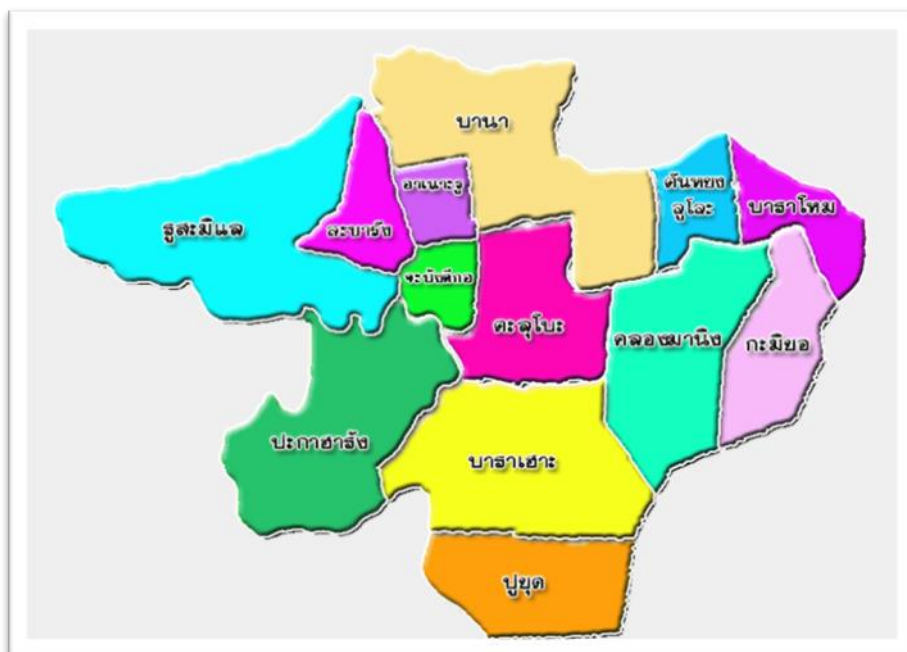 บานา
อาเนาะรู
ตันหยง
ลูโละ
บาราโหม
รูสะมิแล
สะบารัง
จะบังติกอ
ตะลุโบะ
คลองมานิง
กะมิยอ
ปะกาฮารัง
บาราเฮาะ
ปูยุด